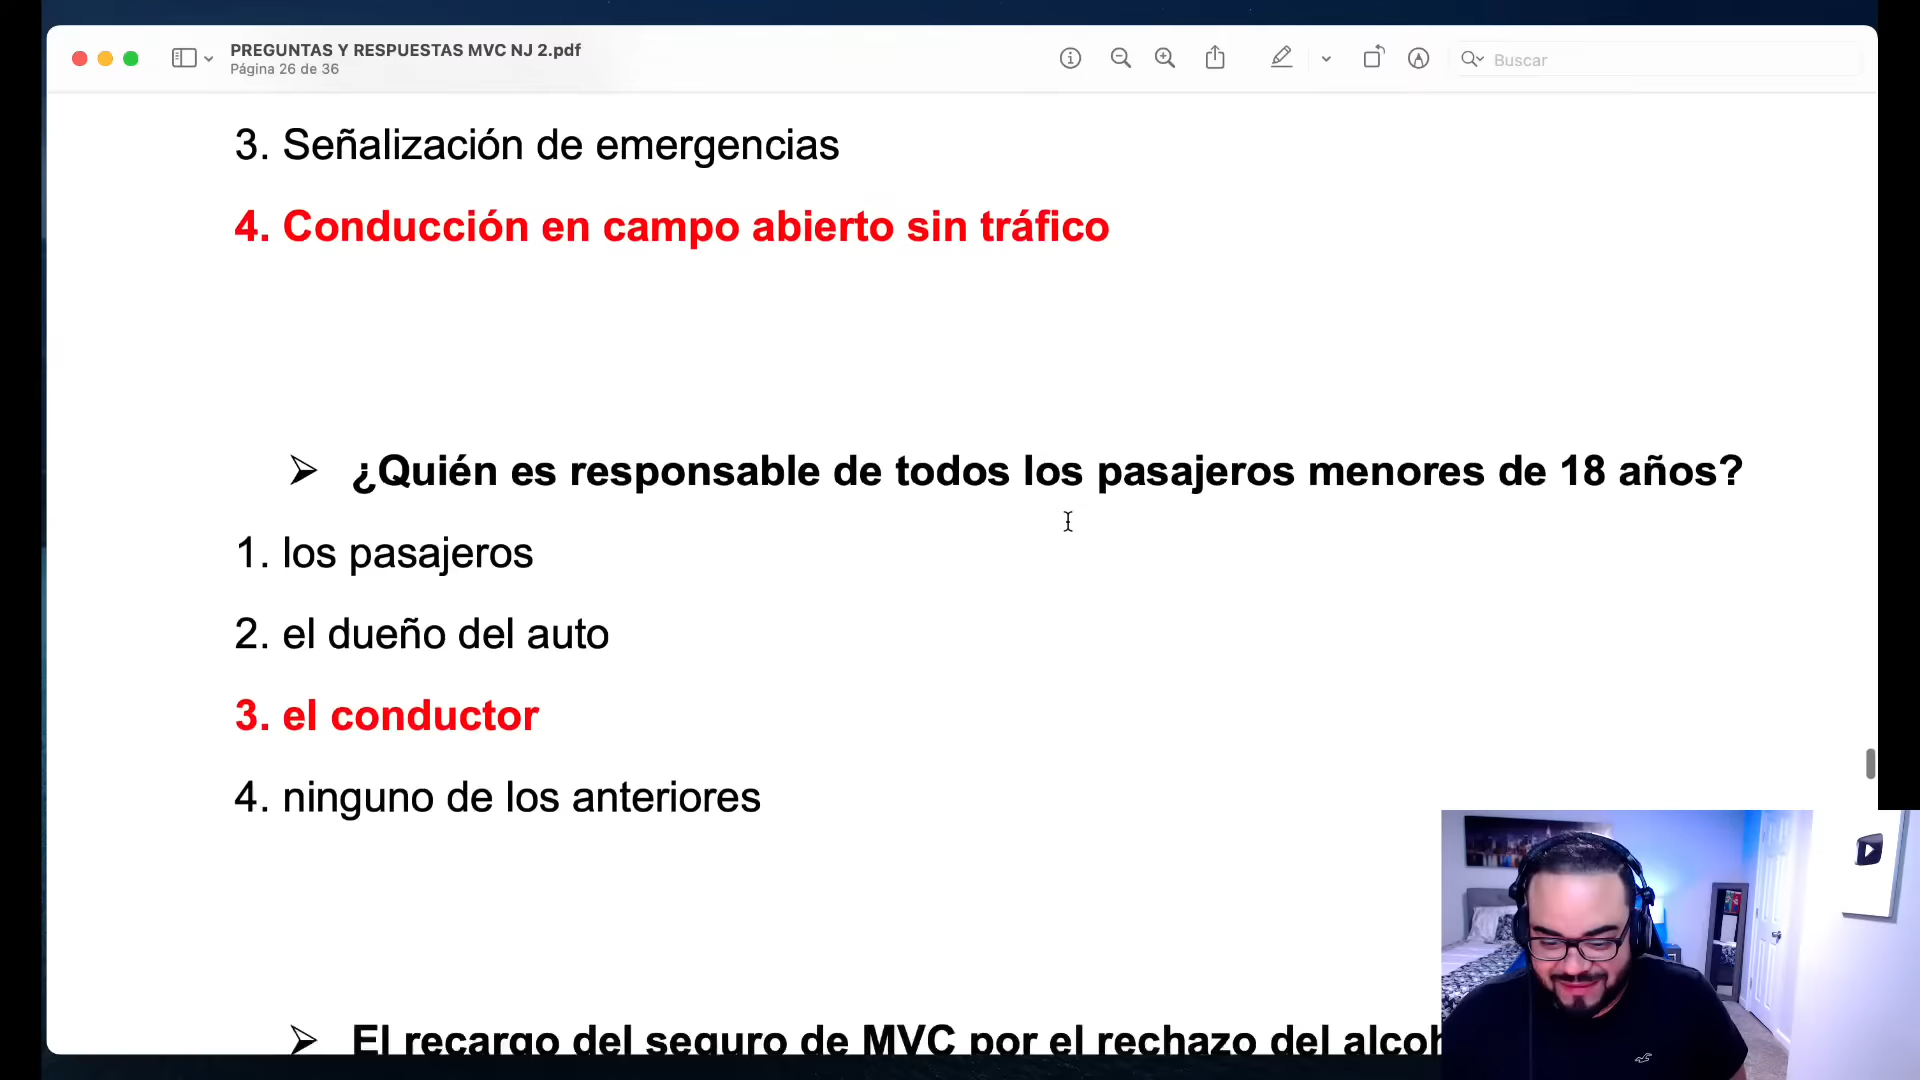 PREGUNTAS Y RESPUESTAS MVC NJ 2.pdf
Página 26 de 36
Buscar
3. Señalización de emergencias
4. Conducción en campo abierto sin tráfico
➢ ¿Quién es responsable de todos los pasajeros menores de 18 años?
1. los pasajeros
2. el dueño del auto
3. el conductor
4. ninguno de los anteriores
➢ El recargo del seguro de MVC por el rechazo del